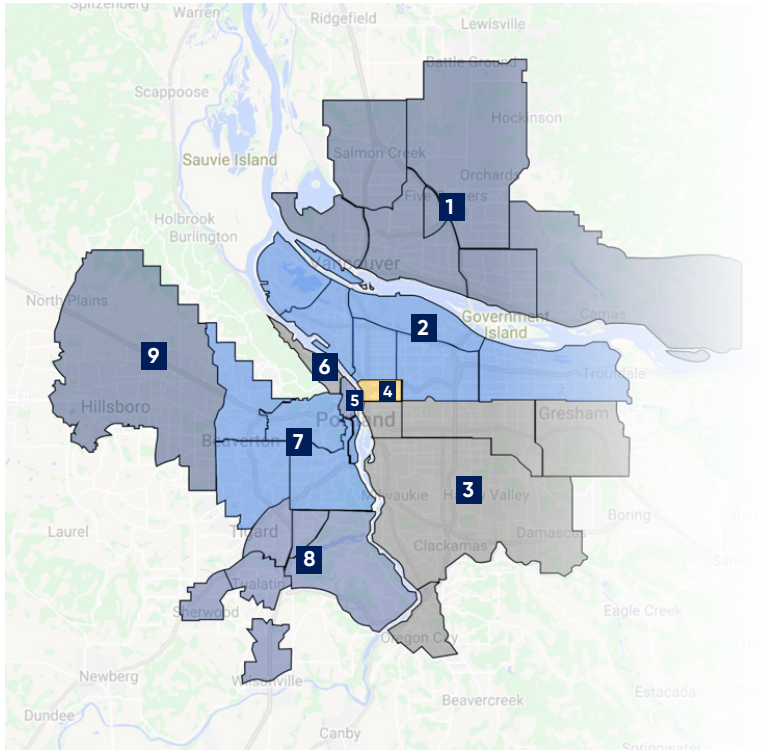 Spitzenberg
Warren
Ridgefield
Lewisville
Battle Ground
Scappoose
Hockinson
Salmon Creek
Sauvie Island
Orchards
Five Corners
1
Holbrook
Burlington
Vancouver
North Plains
Government
Island
Camas
2
9
6
Troutdale
4
5
Hillsboro
Portland
Gresham
7
Beaverton
3
Milwaukie
Happy Valley
Boring
Laurel
Tigard
Damascus
Clackamas
8
Tualatin
Sherwood
Eagle Creek
Oregon City
Newberg
Wilsonville
Estacada
Beavercreek
Dundee
Canby
Springwater